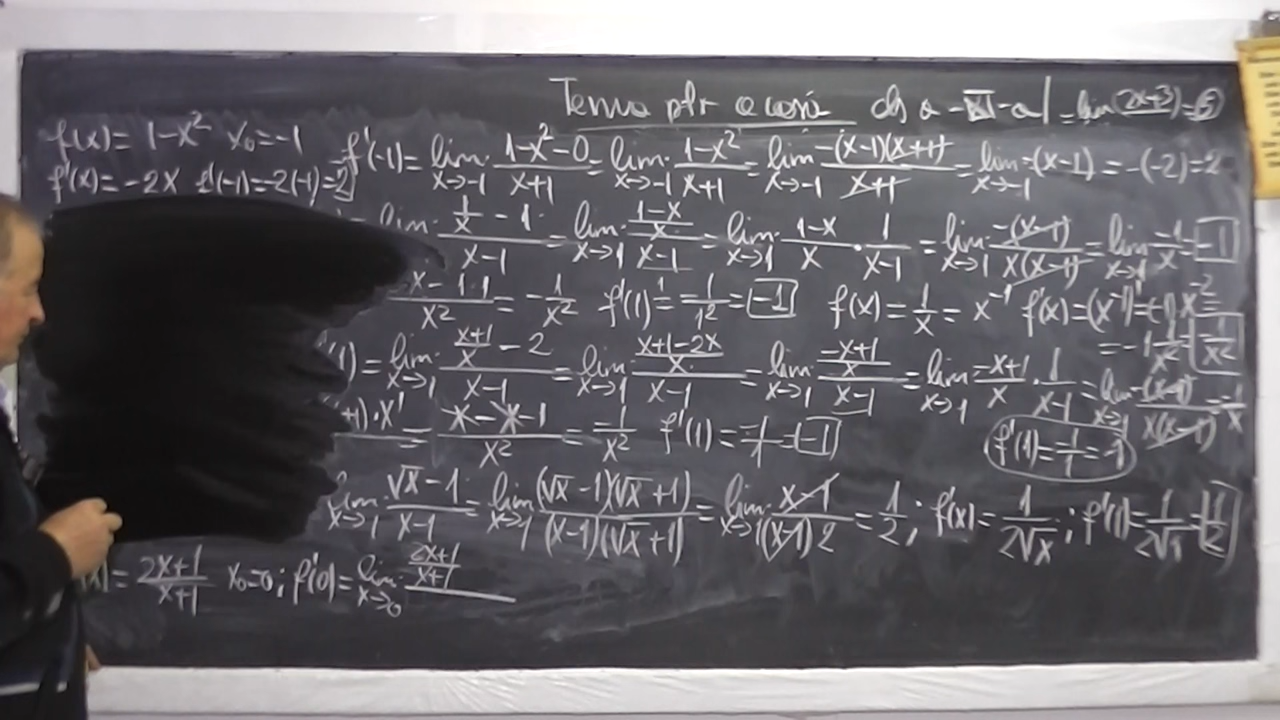 Tema ptr acasă
= lim (2x+3) = 5
f(x) = 1-x² x₀ = -1 f'(-1) = lim x→-1 (1-x²-0)/(x+1) = lim x→-1 (1-x²)/(x+1) = lim x→-1 (-(x-1)(x+1))/(x+1) = lim x→-1 -(x-1) = -(-2) = 2
f'(x) = -2x f'(-1) = -2(-1) = 2
lim x→1 (1/x - 1)/(x-1) = lim x→1 ((1-x)/x)/(x-1) = lim x→1 (1-x)/x · 1/(x-1) = lim x→1 (-(x-1))/(x(x-1)) = lim x→1 -1/x = -1
x² = -1/x² f'(1) = -1/1² = -1 f(x) = 1/x = x⁻¹ f'(x) = (x⁻¹)' = (-1)x⁻² =
= -1 1/x² = -1/x²
(1) = lim x→1 ((x+1)/x - 2)/(x-1) = lim x→1 ((x+1-2x)/x)/(x-1) = lim x→1 ((-x+1)/x)/(x-1) = lim x→1 (-x+1)/x · 1/(x-1) = lim x→1 (-(x-1))/(x(x-1)) = -1/x
+1)·x' = (x-x-1)/x² = -1/x² f'(1) = -1/1 = -1 f'(1) = -1/1 = -1
lim x→1 (√x-1)/(x-1) = lim x→1 ((√x-1)(√x+1))/((x-1)(√x+1)) = lim x→1 (x-1)/((x-1)2) = 1/2; f'(x) = 1/(2√x); f'(1) = 1/(2√1) = 1/2
(x) = (2x+1)/(x+1) x₀=0; f'(0) = lim x→0 (2x+1)/(x+1)